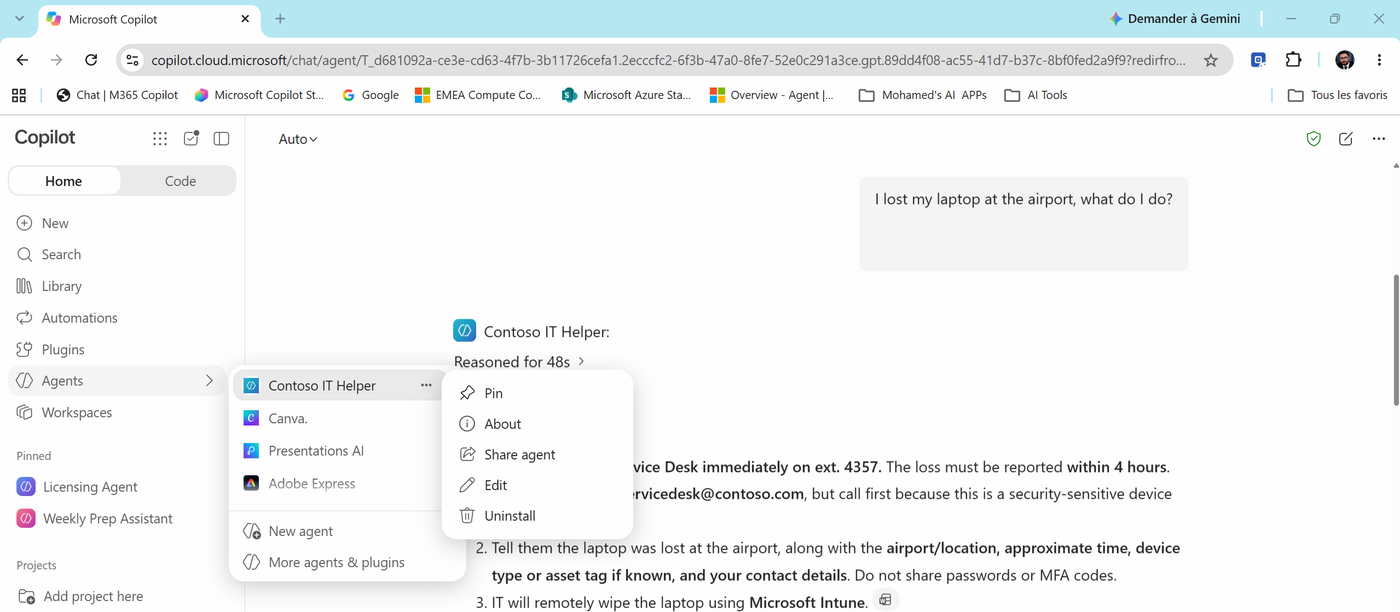 Microsoft Copilot
Demander à Gemini
copilot.cloud.microsoft/chat/agent/T_d681092a-ce3e-cd63-4f7b-3b11726cefa1.2ecccfc2-6f3b-47a0-8fe7-52e0c291a3ce.gpt.89dd4f08-ac55-41d7-b37c-8bf0fed2a9f9?redirfro...
Chat | M365 Copilot
Microsoft Copilot St...
Google
EMEA Compute Co...
Microsoft Azure Sta...
Overview - Agent |...
Mohamed's AI APPs
AI Tools
Tous les favoris
Copilot
Auto
Home
Code
New
Search
Library
Automations
Plugins
Agents
Workspaces
Pinned
Licensing Agent
Weekly Prep Assistant
Projects
Add project here
Contoso IT Helper
Canva.
Presentations AI
Adobe Express
New agent
More agents & plugins
Pin
About
Share agent
Edit
Uninstall
I lost my laptop at the airport, what do I do?
Contoso IT Helper:
Reasoned for 48s
vice Desk immediately on ext. 4357. The loss must be reported within 4 hours.
ervicedesk@contoso.com, but call first because this is a security-sensitive device
2. Tell them the laptop was lost at the airport, along with the airport/location, approximate time, device
type or asset tag if known, and your contact details. Do not share passwords or MFA codes.
3. IT will remotely wipe the laptop using Microsoft Intune.